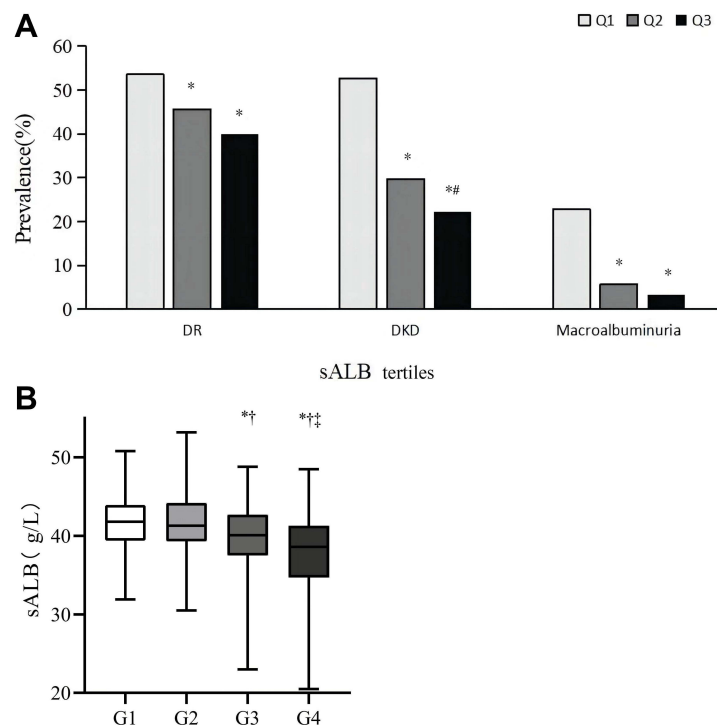 A
Q1 Q2 Q3
Prevalence(%)
60
50
40
30
20
10
0
* *
* *#
* *
DR DKD Macroalbuminuria
sALB tertiles
B
sALB( g/L)
50
40
30
20
*† *†‡
G1 G2 G3 G4